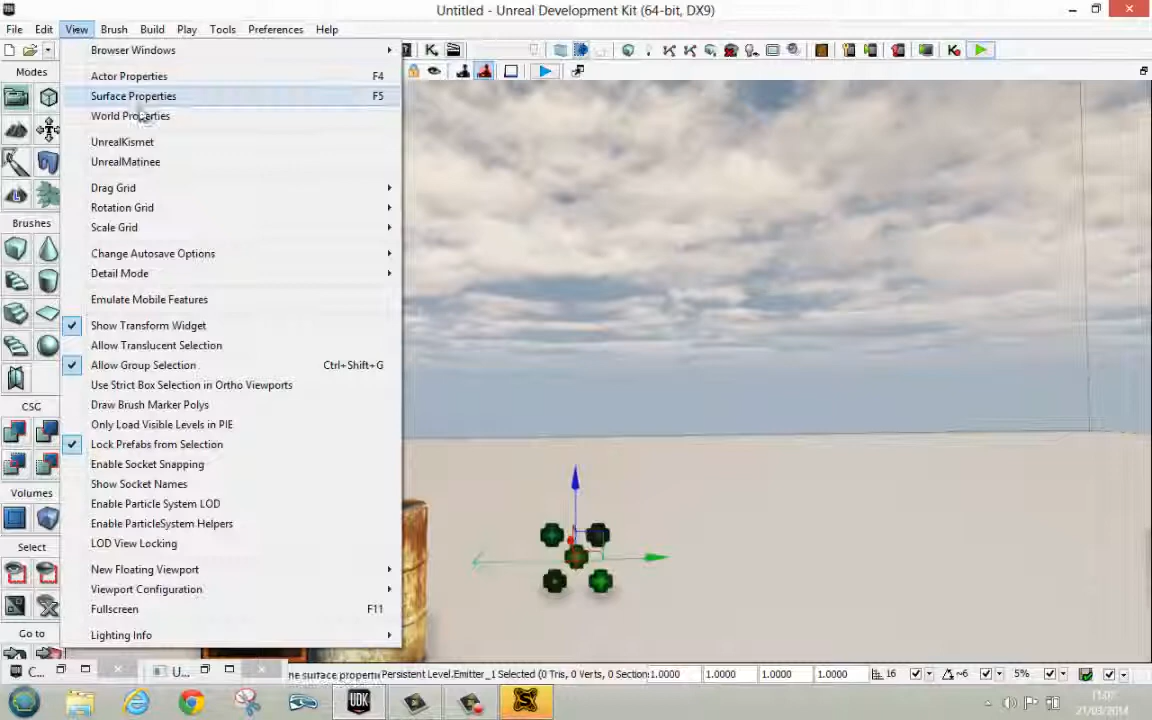 Untitled - Unreal Development Kit (64-bit, DX9)
File Edit View Brush Build Play Tools Preferences Help
Modes
Browser Windows
Actor Properties F4
Surface Properties F5
World Properties
UnrealKismet
UnrealMatinee
Drag Grid
Rotation Grid
Scale Grid
Brushes
Change Autosave Options
Detail Mode
Emulate Mobile Features
Show Transform Widget
Allow Translucent Selection
Allow Group Selection Ctrl+Shift+G
Use Strict Box Selection in Ortho Viewports
CSG
Draw Brush Marker Polys
Only Load Visible Levels in PIE
Lock Prefabs from Selection
Enable Socket Snapping
Show Socket Names
Volumes
Enable Particle System LOD
Enable ParticleSystem Helpers
LOD View Locking
Select
New Floating Viewport
Viewport Configuration
Fullscreen F11
Go to
Lighting Info
C... U... Persistent Level.Emitter_1 Selected (0 Tris, 0 Verts, 0 Section: 1.0000 1.0000 1.0000 1.0000 16 ~6 5%
UDK
21/03/2014